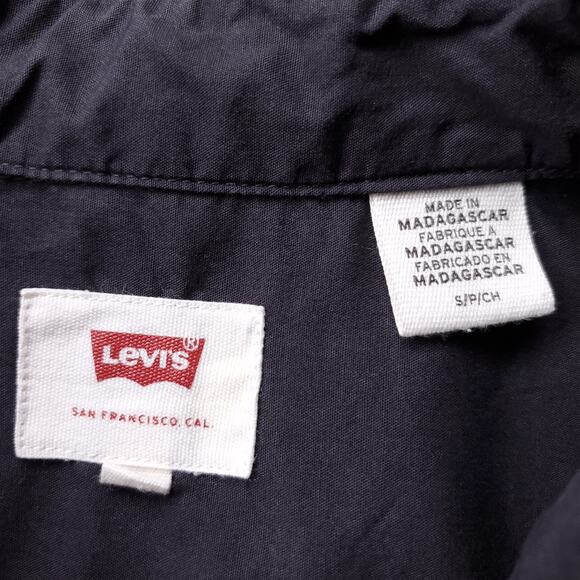 MADE IN
MADAGASCAR
FABRIQUE A
MADAGASCAR
FABRICADO EN
MADAGASCAR
S/P/CH
Levi's®
SAN FRANCISCO, CAL.